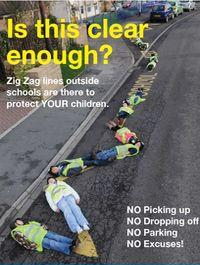 Is this clear
enough?
Zig Zag lines outside
schools are there to
protect YOUR children.
NO Picking up
NO Dropping off
NO Parking
NO Excuses!